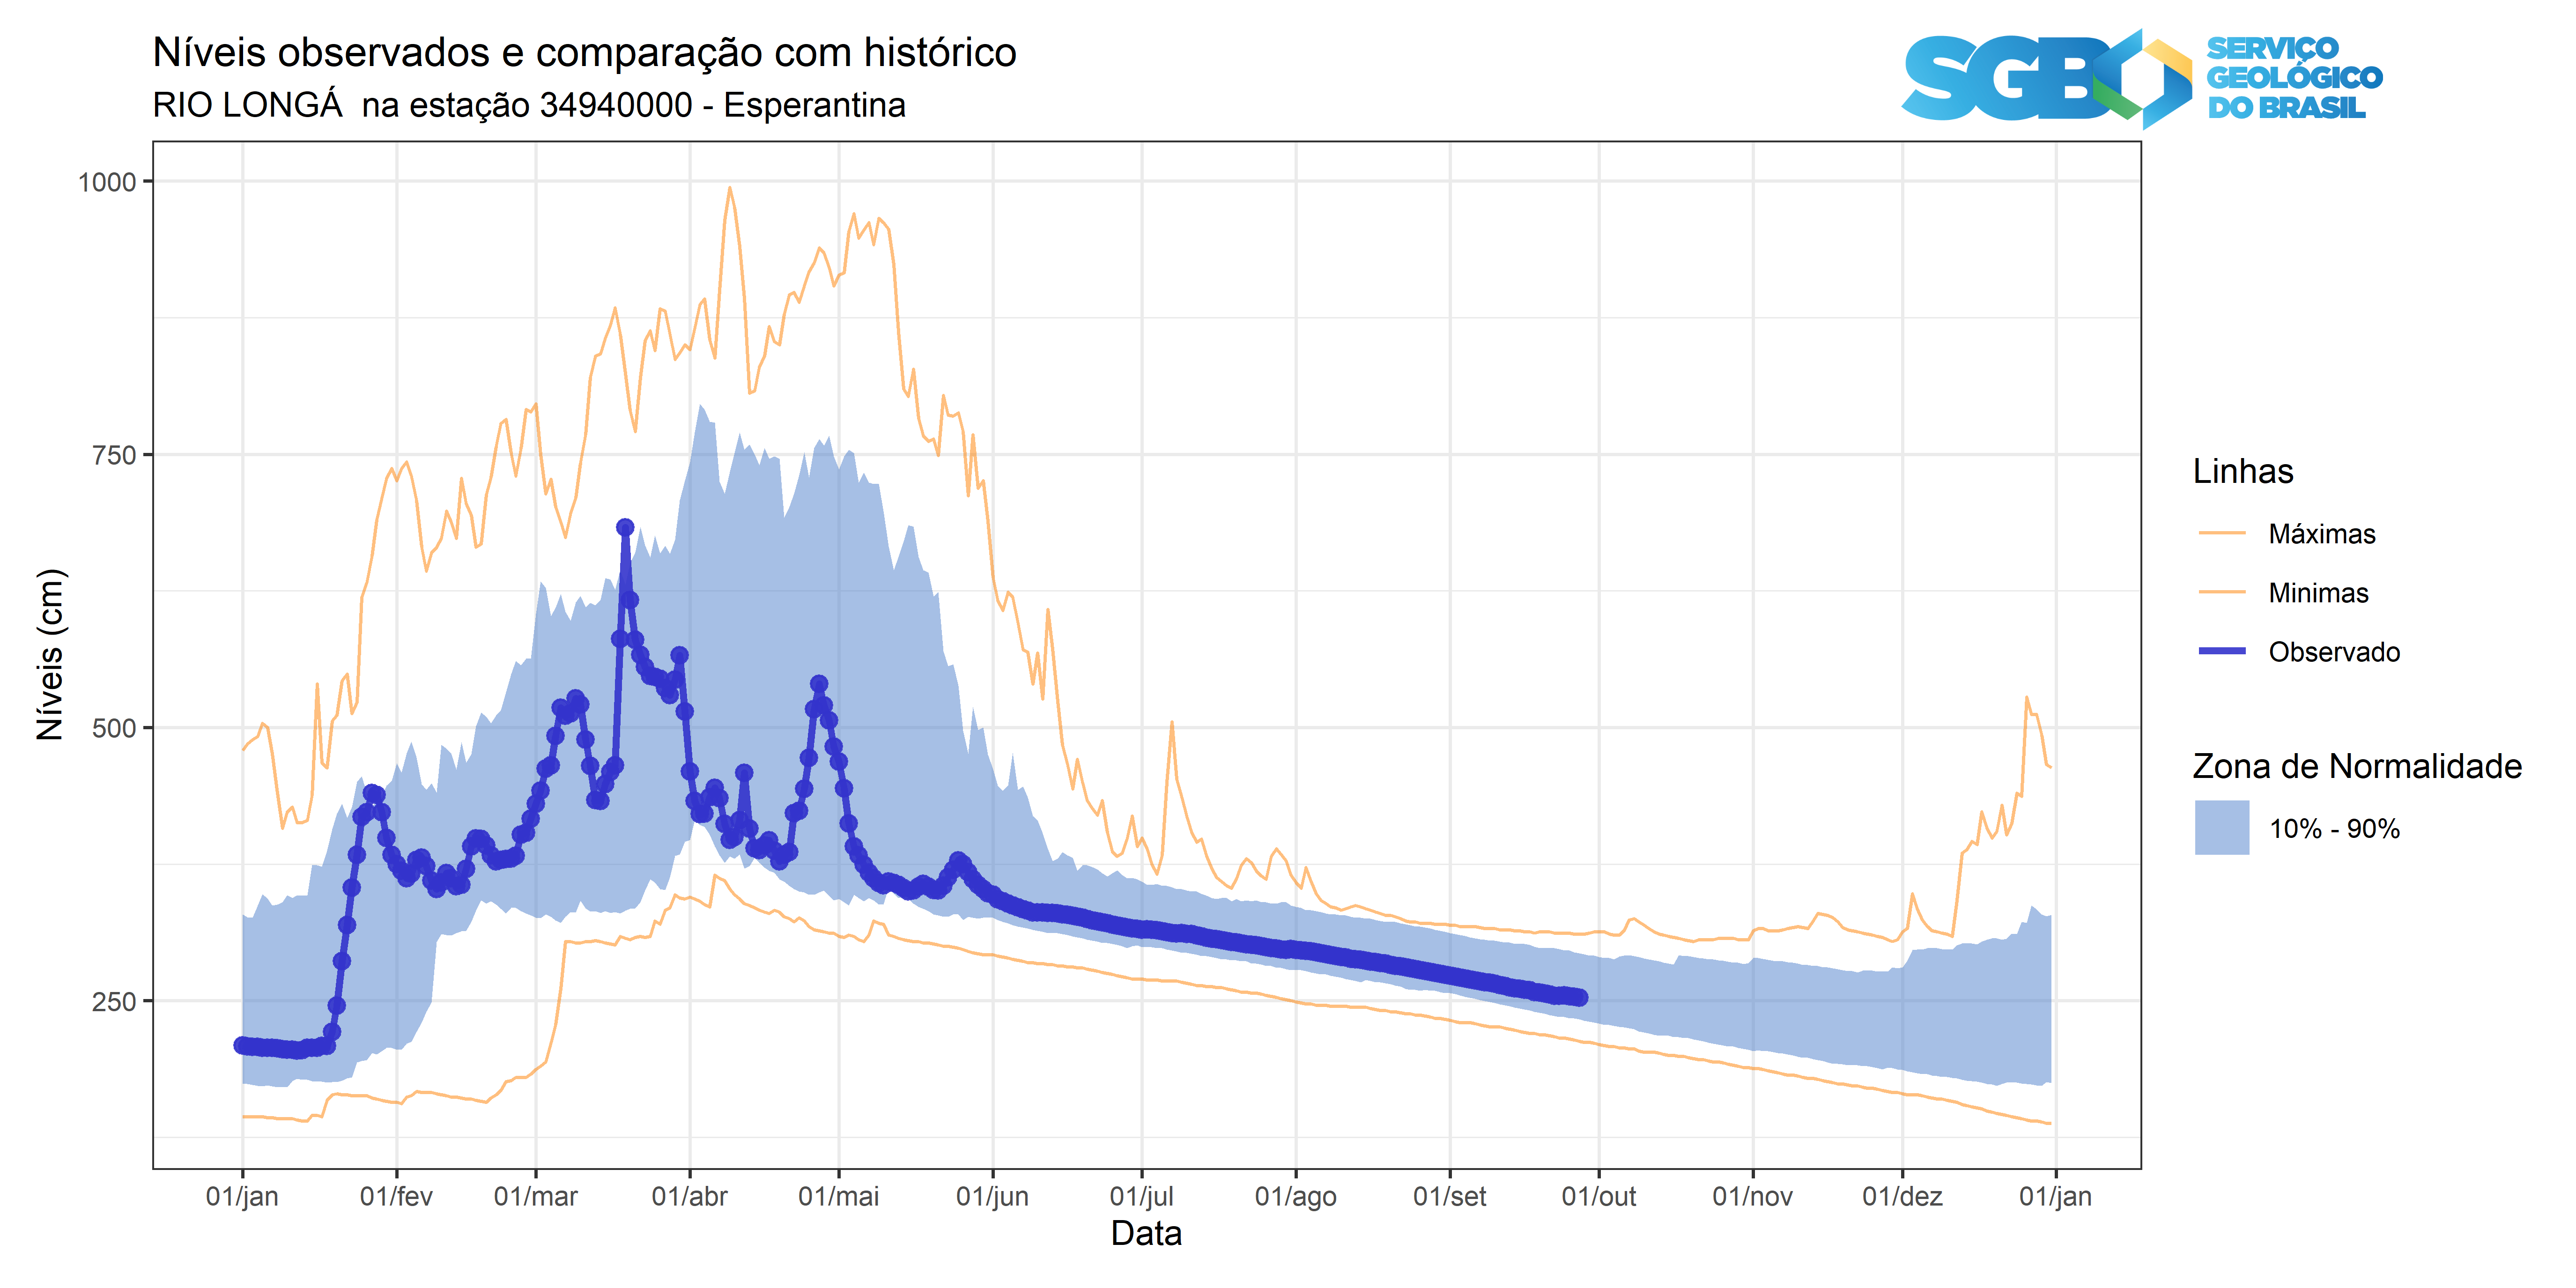 Níveis observados e comparação com histórico
RIO LONGÁ  na estação 34940000 - Esperantina
SGB
SERVIÇO
GEOLÓGICO
DO BRASIL
Níveis (cm)
1000
750
500
250
01/jan
01/fev
01/mar
01/abr
01/mai
01/jun
01/jul
01/ago
01/set
01/out
01/nov
01/dez
01/jan
Data
Linhas
Máximas
Minimas
Observado
Zona de Normalidade
10% - 90%